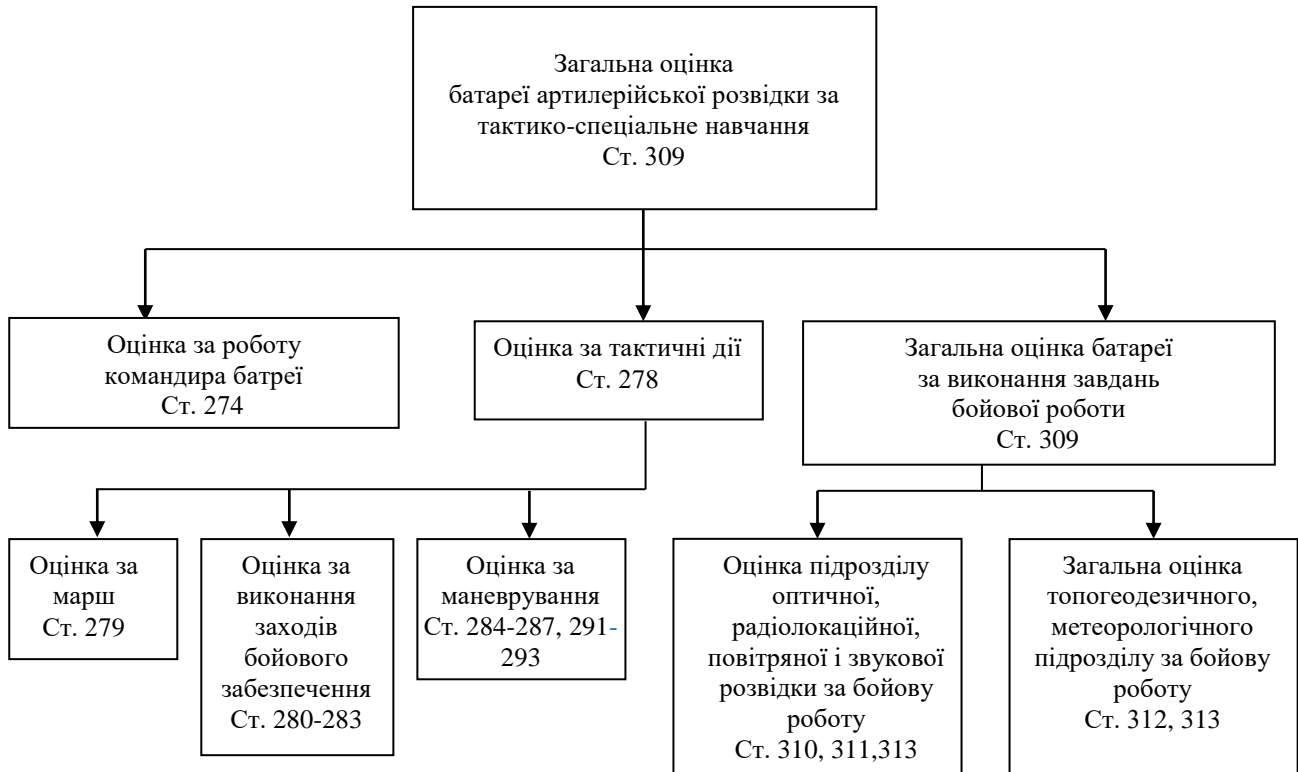 Загальна оцінка
батареї артилерійської розвідки за
тактико-спеціальне навчання
Ст. 309
Оцінка за роботу
командира батреї
Ст. 274
Оцінка за тактичні дії
Ст. 278
Загальна оцінка батареї
за виконання завдань
бойової роботи
Ст. 309
Оцінка за
марш
Ст. 279
Оцінка за
виконання
заходів
бойового
забезпечення
Ст. 280-283
Оцінка за
маневрування
Ст. 284-287, 291-
293
Оцінка підрозділу
оптичної,
радіолокаційної,
повітряної і звукової
розвідки за бойову
роботу
Ст. 310, 311,313
Загальна оцінка
топогеодезичного,
метеорологічного
підрозділу за бойову
роботу
Ст. 312, 313